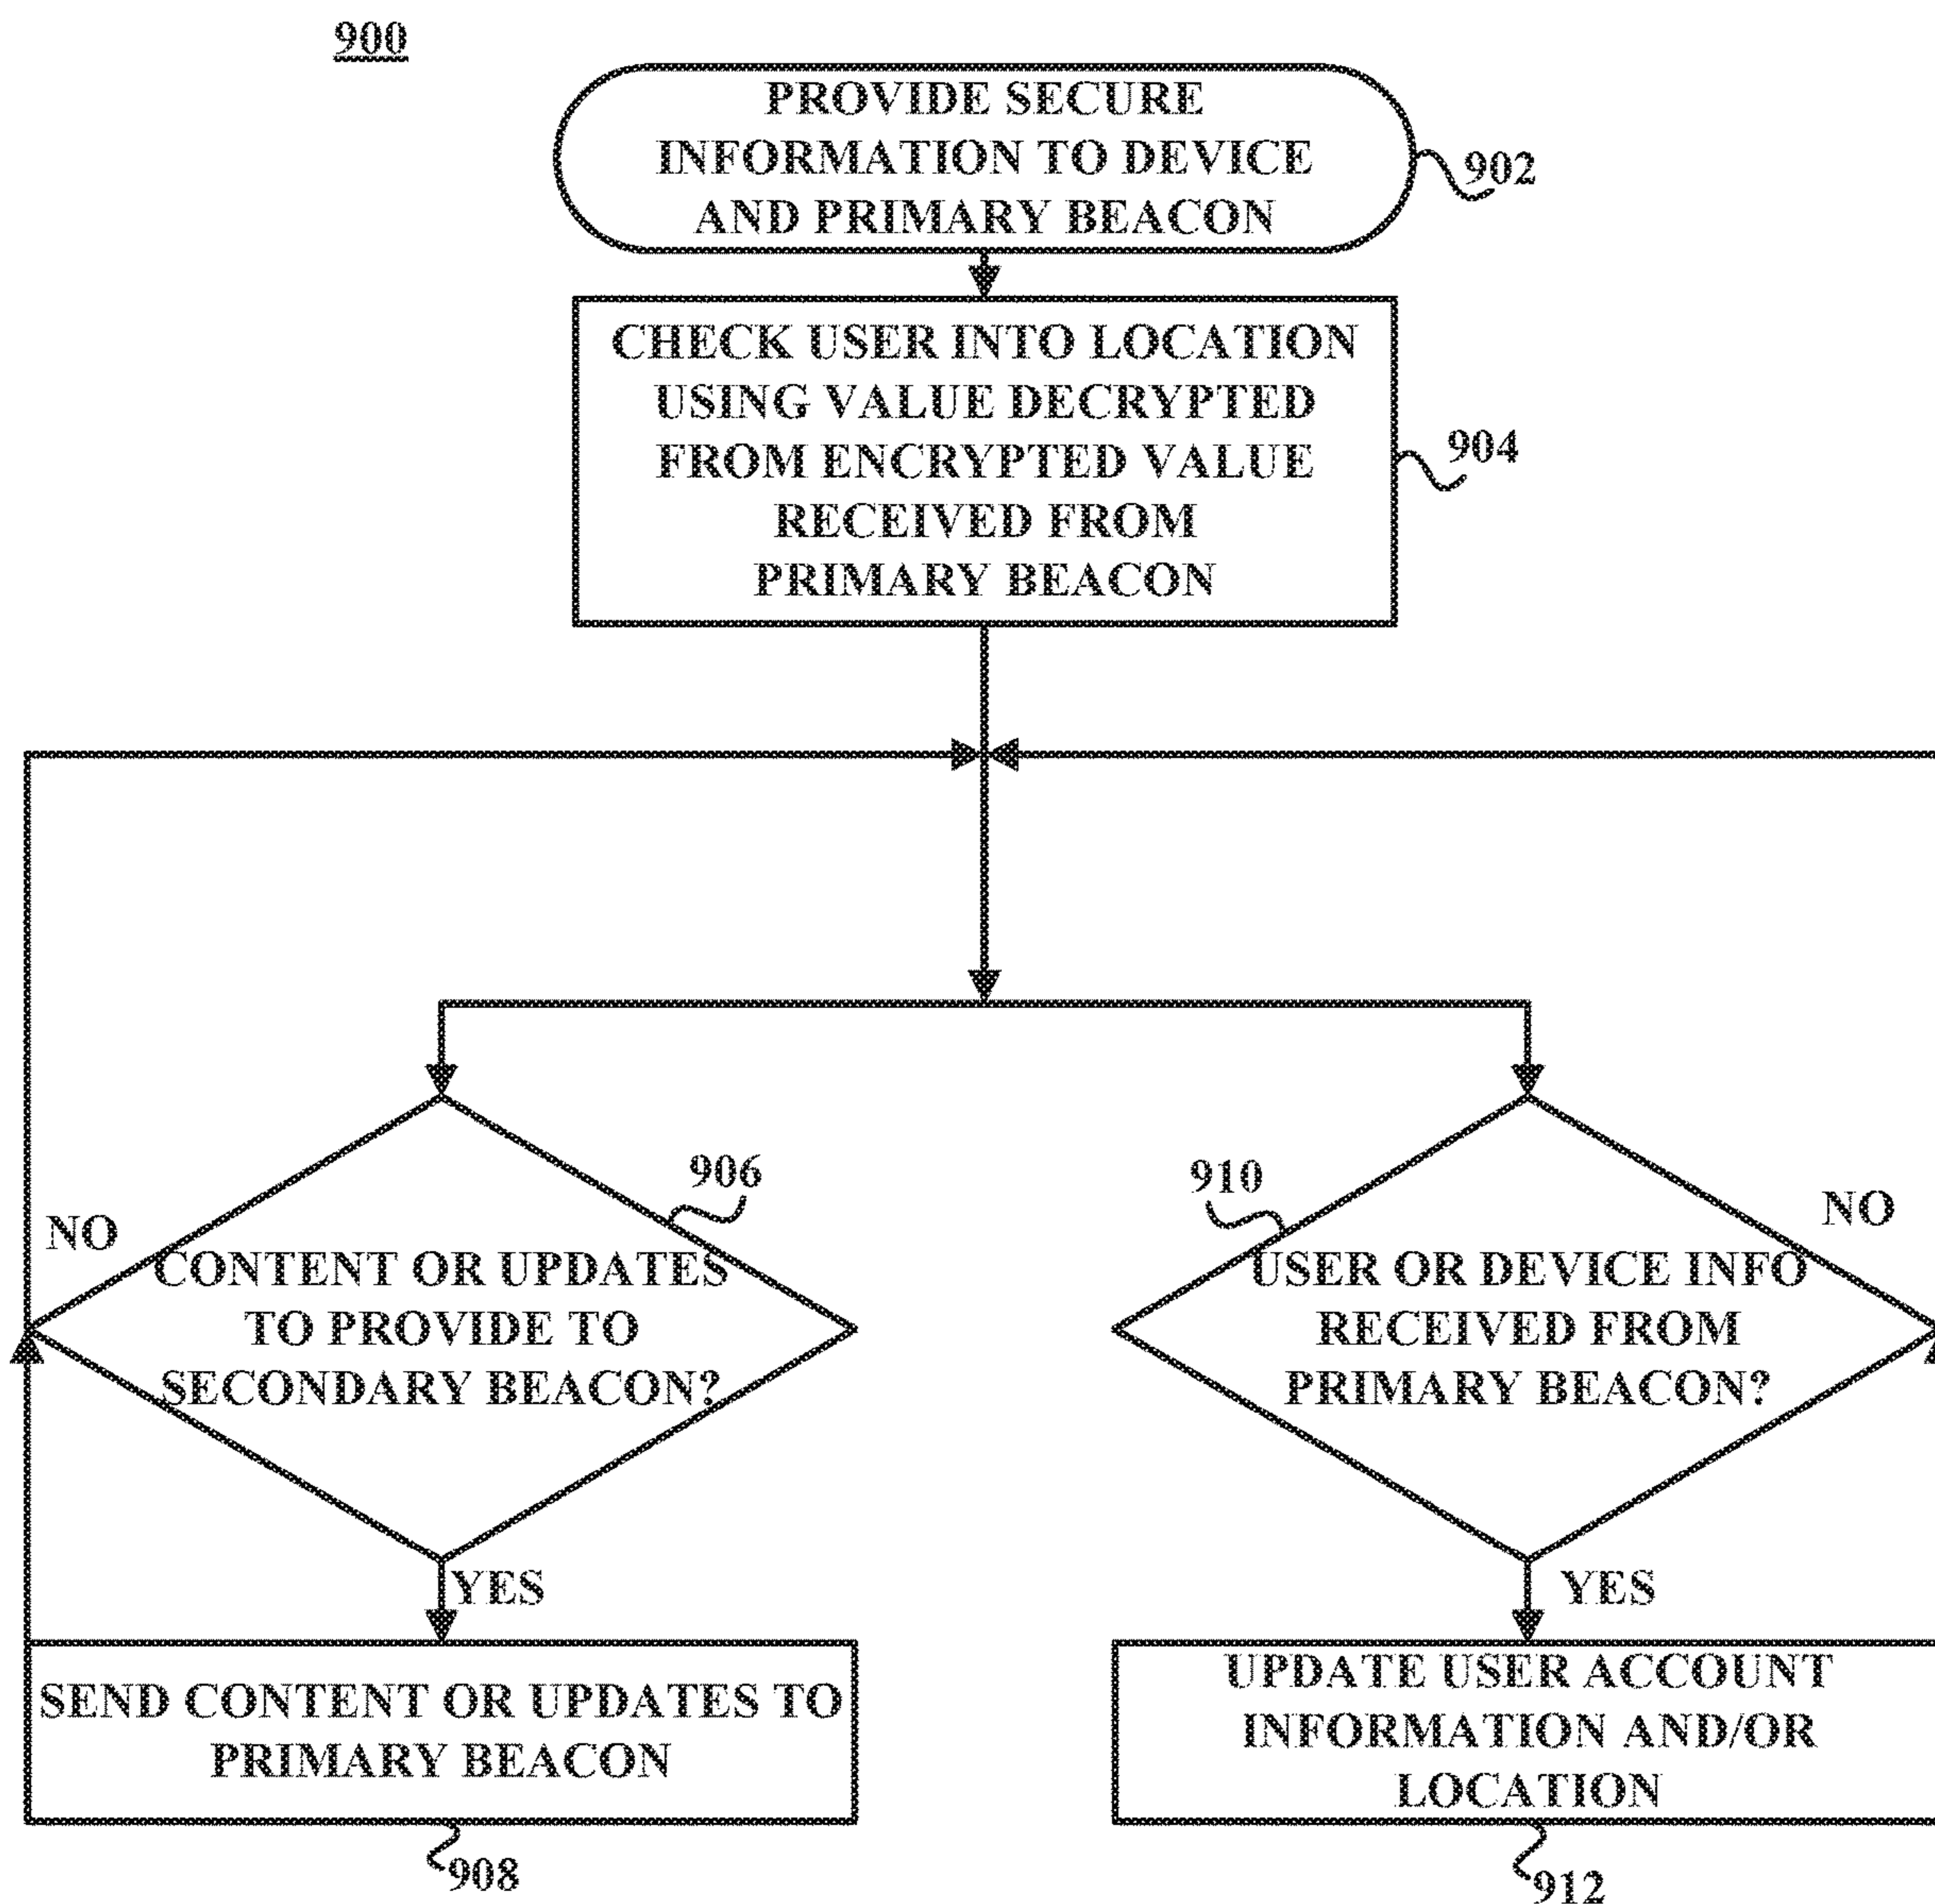 900
PROVIDE SECURE
INFORMATION TO DEVICE
AND PRIMARY BEACON
902
CHECK USER INTO LOCATION
USING VALUE DECRYPTED
FROM ENCRYPTED VALUE
RECEIVED FROM
PRIMARY BEACON
904
906
NO
CONTENT OR UPDATES
TO PROVIDE TO
SECONDARY BEACON?
YES
SEND CONTENT OR UPDATES TO
PRIMARY BEACON
908
910
NO
USER OR DEVICE INFO
RECEIVED FROM
PRIMARY BEACON?
YES
UPDATE USER ACCOUNT
INFORMATION AND/OR
LOCATION
912